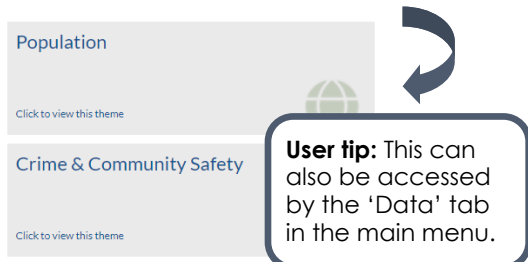 Population
Click to view this theme
Crime & Community Safety
Click to view this theme
User tip: This can
also be accessed
by the ‘Data’ tab
in the main menu.